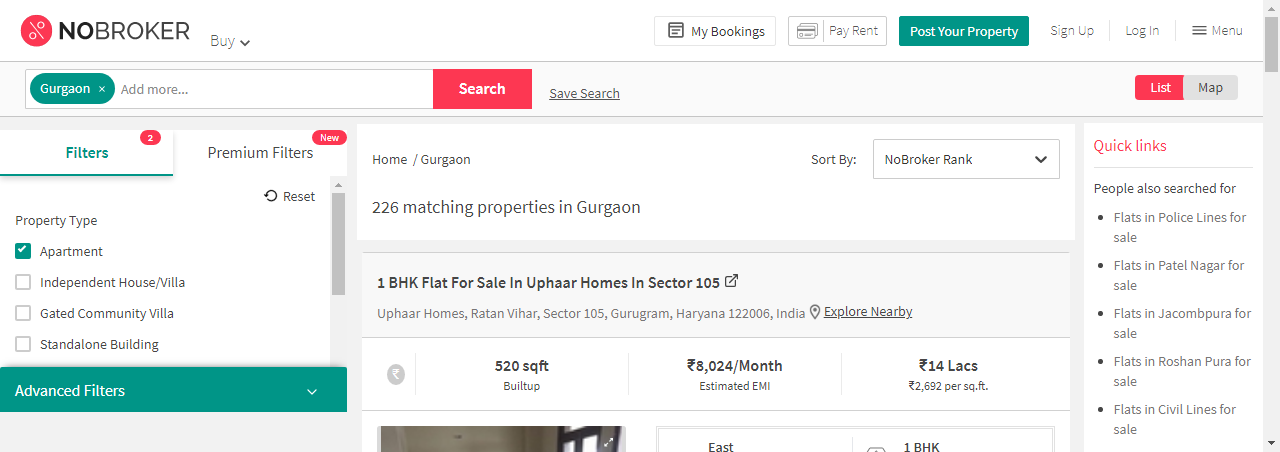 NOBROKER
Buy
My Bookings
Pay Rent
Post Your Property
Sign Up
Log In
Menu
Gurgaon ×
Add more...
Search
Save Search
List
Map
Filters
2
Premium Filters
New
Reset
Property Type
Apartment
Independent House/Villa
Gated Community Villa
Standalone Building
Advanced Filters
Home / Gurgaon
Sort By:
NoBroker Rank
226 matching properties in Gurgaon
1 BHK Flat For Sale In Uphaar Homes In Sector 105
Uphaar Homes, Ratan Vihar, Sector 105, Gurugram, Haryana 122006, India
Explore Nearby
₹
520 sqft
Builtup
₹8,024/Month
Estimated EMI
₹14 Lacs
₹2,692 per sq.ft.
East
1 BHK
Quick links
People also searched for
Flats in Police Lines for
sale
Flats in Patel Nagar for
sale
Flats in Jacombpura for
sale
Flats in Roshan Pura for
sale
Flats in Civil Lines for
sale